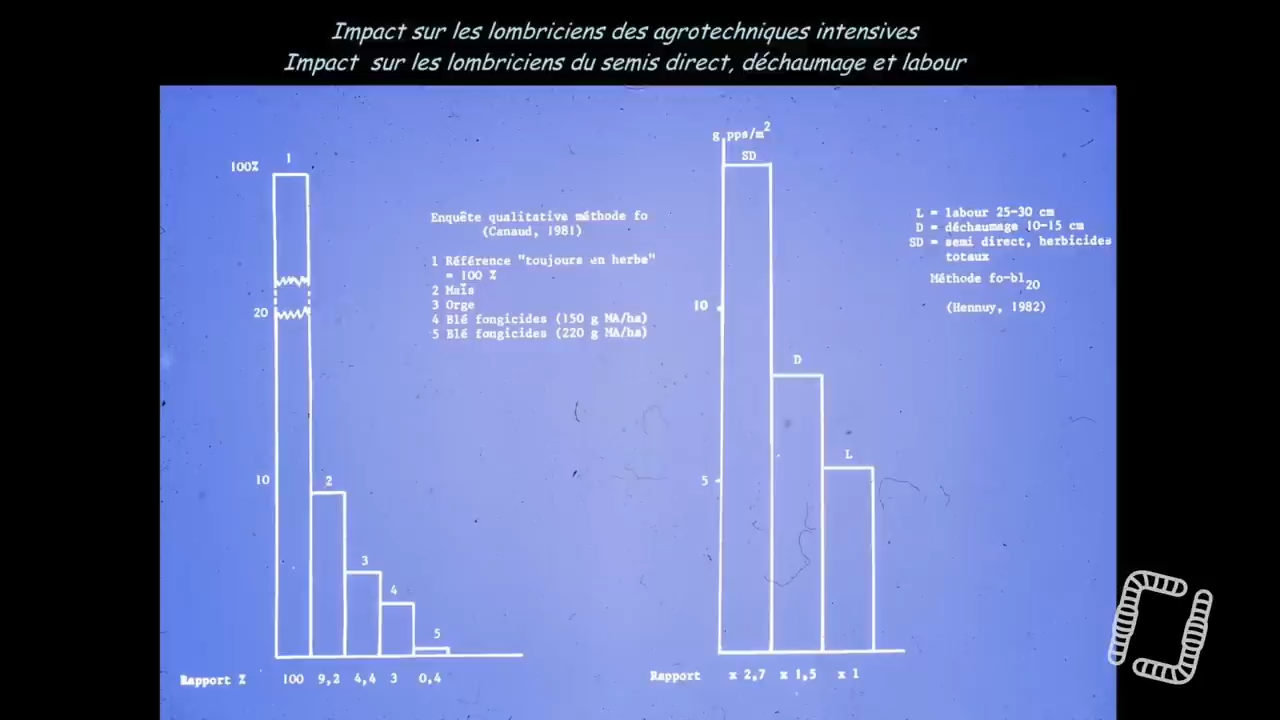 Impact sur les lombriciens des agrotechniques intensives
Impact sur les lombriciens du semis direct, déchaumage et labour
100%
1
20
10
2
3
4
5
Rapport % 100 9,2 4,4 3 0,4
Enquête qualitative méthode fo
(Canaud, 1981)
1 Référence "toujours en herbe"
= 100 %
2 Maïs
3 Orge
4 Blé fongicides (150 g MA/ha)
5 Blé fongicides (220 g MA/ha)
g pps/m2
SD
10
D
L
5
Rapport x 2,7 x 1,5 x 1
L = labour 25-30 cm
D = déchaumage 10-15 cm
SD = semi direct, herbicides
totaux
Méthode fo-bl20
(Hennuy, 1982)